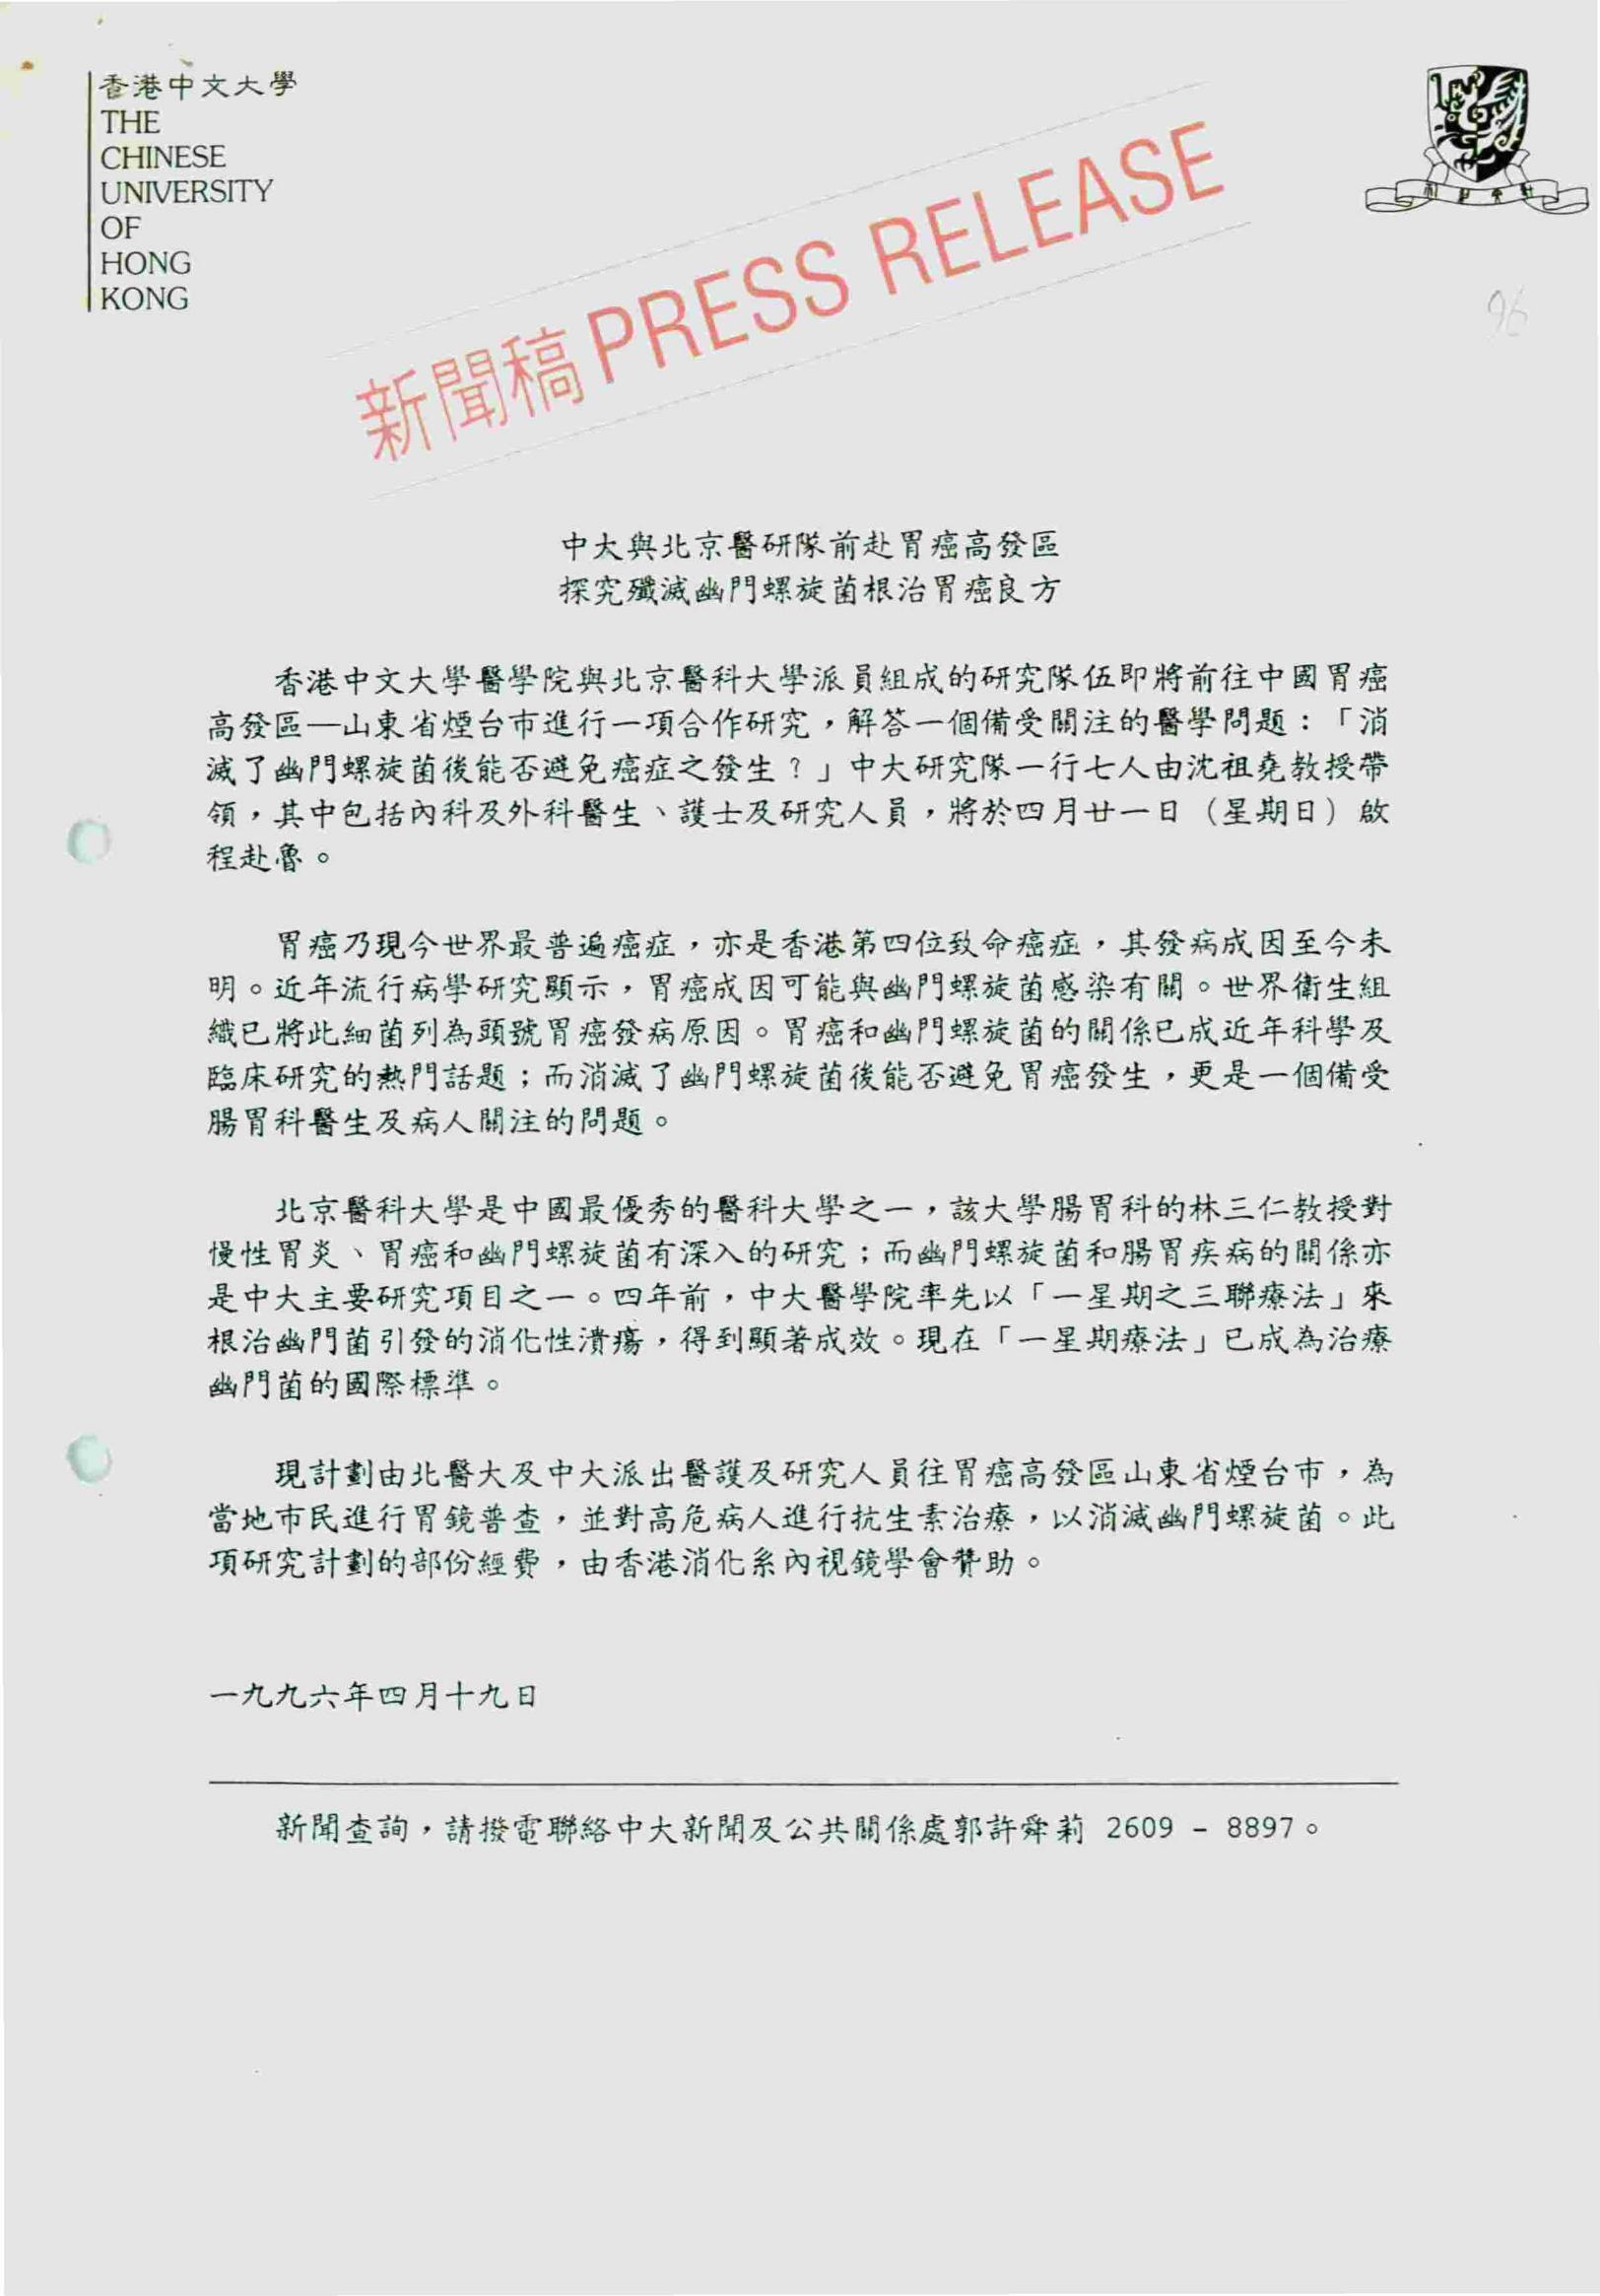 香港中文大學
THE
CHINESE
UNIVERSITY
OF
HONG
KONG
新聞稿 PRESS RELEASE
96
中大與北京醫研隊前赴胃癌高發區
探究殲滅幽門螺旋菌根治胃癌良方
香港中文大學醫學院與北京醫科大學派員組成的研究隊伍即將前往中國胃癌
高發區—山東省煙台市進行一項合作研究，解答一個備受關注的醫學問題：「消
滅了幽門螺旋菌後能否避免癌症之發生？」中大研究隊一行七人由沈祖堯教授帶
領，其中包括內科及外科醫生、護士及研究人員，將於四月廿一日（星期日）啟
程赴魯。
胃癌乃現今世界最普遍癌症，亦是香港第四位致命癌症，其發病成因至今未
明。近年流行病學研究顯示，胃癌成因可能與幽門螺旋菌感染有關。世界衛生組
織已將此細菌列為頭號胃癌發病原因。胃癌和幽門螺旋菌的關係已成近年科學及
臨床研究的熱門話題；而消滅了幽門螺旋菌後能否避免胃癌發生，更是一個備受
腸胃科醫生及病人關注的問題。
北京醫科大學是中國最優秀的醫科大學之一，該大學腸胃科的林三仁教授對
慢性胃炎、胃癌和幽門螺旋菌有深入的研究；而幽門螺旋菌和腸胃疾病的關係亦
是中大主要研究項目之一。四年前，中大醫學院率先以「一星期之三聯療法」來
根治幽門菌引發的消化性潰瘍，得到顯著成效。現在「一星期療法」已成為治療
幽門菌的國際標準。
現計劃由北醫大及中大派出醫護及研究人員往胃癌高發區山東省煙台市，為
當地市民進行胃鏡普查，並對高危病人進行抗生素治療，以消滅幽門螺旋菌。此
項研究計劃的部份經費，由香港消化系內視鏡學會贊助。
一九九六年四月十九日
新聞查詢，請撥電聯絡中大新聞及公共關係處郭許舜莉 2609 - 8897。